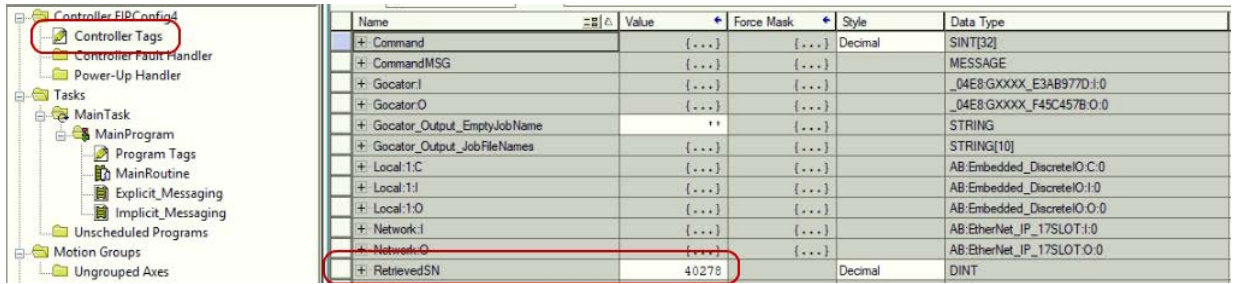 Controller EIPConfig4
Controller Tags
Controller Fault Handler
Power-Up Handler
Tasks
MainTask
MainProgram
Program Tags
MainRoutine
Explicit_Messaging
Implicit_Messaging
Unscheduled Programs
Motion Groups
Ungrouped Axes
Name Value Force Mask Style Data Type
+ Command {...} {...} Decimal SINT[32]
+ CommandMSG {...} {...} MESSAGE
+ Gocator:I {...} {...} _04E8:GXXXX_E3AB977D:I:0
+ Gocator:O {...} {...} _04E8:GXXXX_F45C457B:O:0
+ Gocator_Output_EmptyJobName '' {...} STRING
+ Gocator_Output_JobFileNames {...} {...} STRING[10]
+ Local:1:C {...} {...} AB:Embedded_DiscreteIO:C:0
+ Local:1:I {...} {...} AB:Embedded_DiscreteIO:I:0
+ Local:1:O {...} {...} AB:Embedded_DiscreteIO:O:0
+ Network:I {...} {...} AB:EtherNet_IP_17SLOT:I:0
+ Network:O {...} {...} AB:EtherNet_IP_17SLOT:O:0
+ RetrievedSN 40278 Decimal DINT